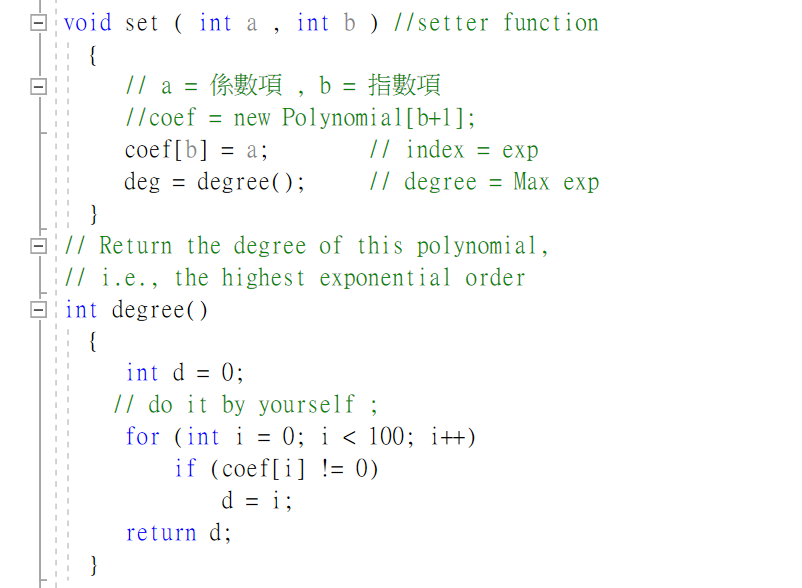 void set ( int a , int b ) //setter function
{
// a = 係數項 , b = 指數項
//coef = new Polynomial[b+1];
coef[b] = a; // index = exp
deg = degree(); // degree = Max exp
}
// Return the degree of this polynomial,
// i.e., the highest exponential order
int degree()
{
int d = 0;
// do it by yourself ;
for (int i = 0; i < 100; i++)
if (coef[i] != 0)
d = i;
return d;
}